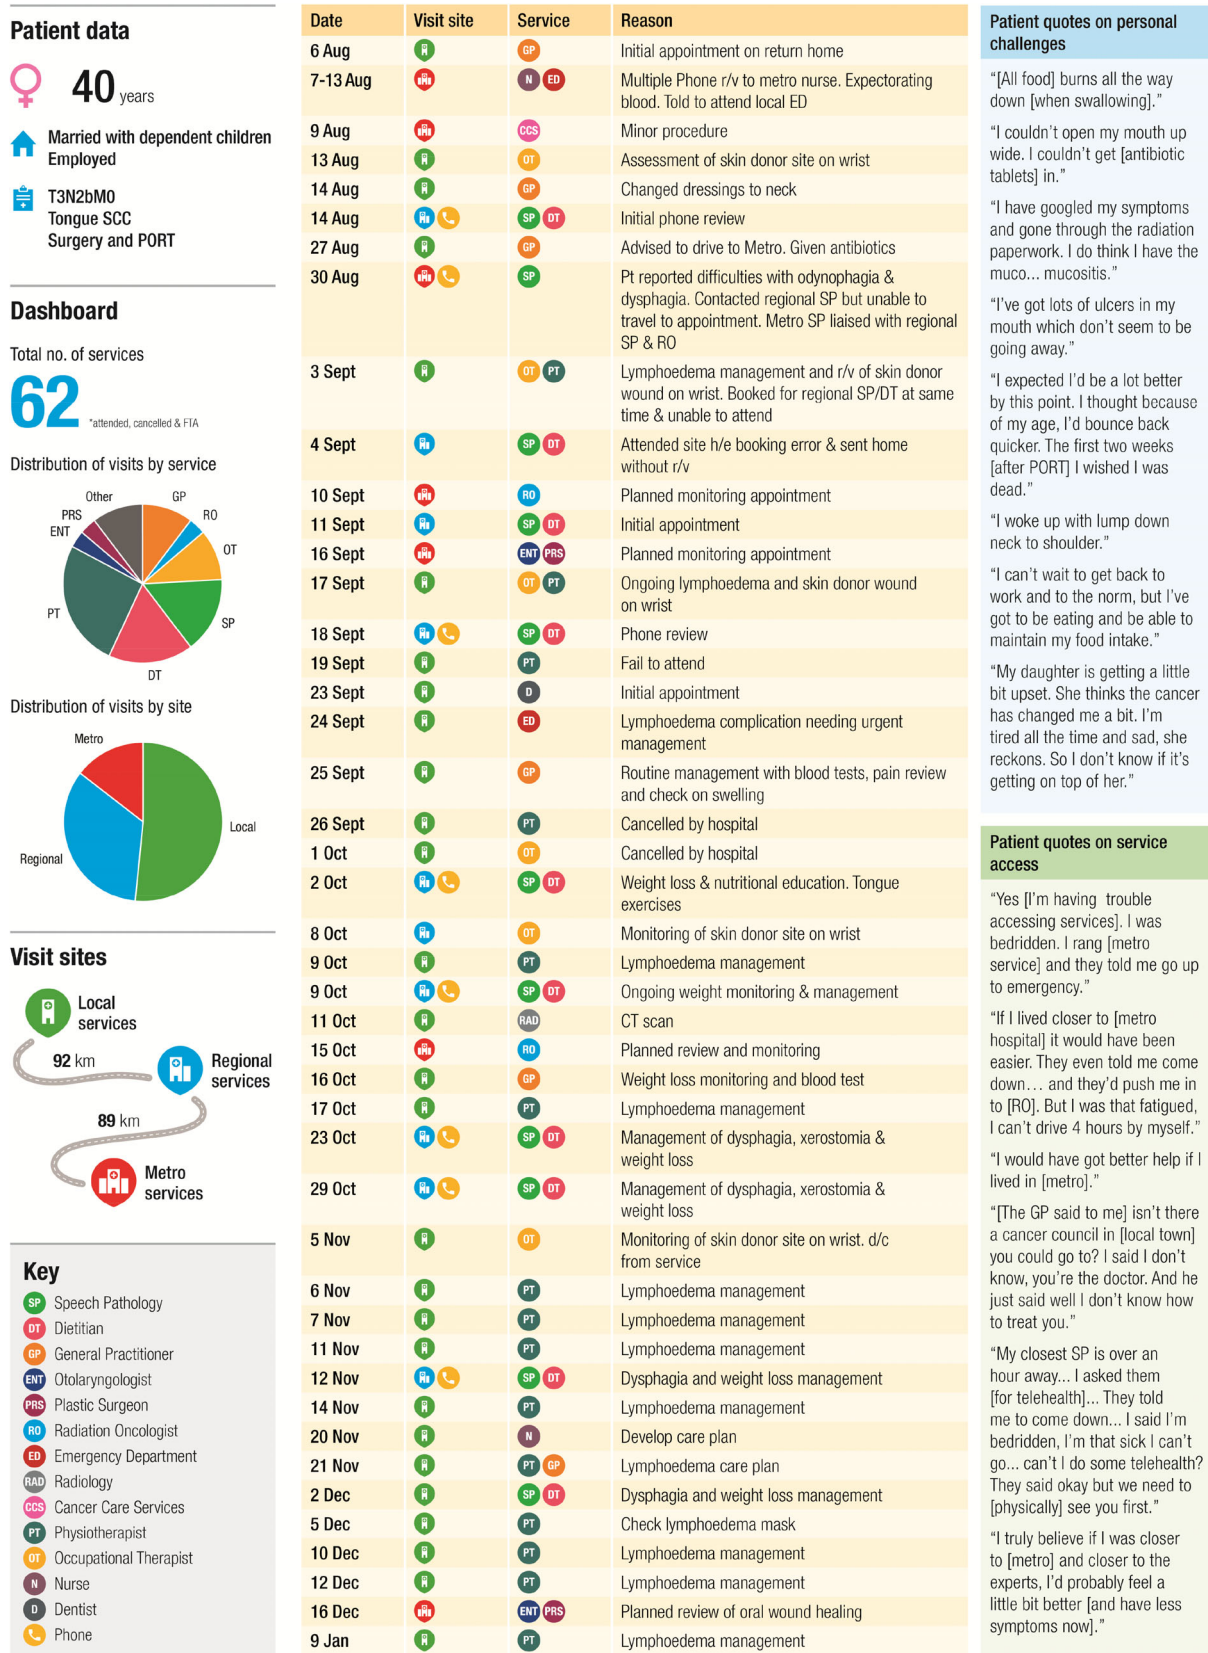 Patient data
40 years
Married with dependent children
Employed
T3N2bM0
Tongue SCC
Surgery and PORT
Dashboard
Total no. of services
62 *attended, cancelled & FTA
Distribution of visits by service
Other
GP
PRS
RO
ENT
OT
PT
SP
DT
Distribution of visits by site
Metro
Local
Regional
Visit sites
Local
services
92 km
Regional
services
89 km
Metro
services
Key
SP Speech Pathology
DT Dietitian
GP General Practitioner
ENT Otolaryngologist
PRS Plastic Surgeon
RO Radiation Oncologist
ED Emergency Department
RAD Radiology
CCS Cancer Care Services
PT Physiotherapist
OT Occupational Therapist
N Nurse
D Dentist
Phone
Date Visit site Service Reason
6 Aug GP Initial appointment on return home
7-13 Aug N ED Multiple Phone r/v to metro nurse. Expectorating
blood. Told to attend local ED
9 Aug CCS Minor procedure
13 Aug OT Assessment of skin donor site on wrist
14 Aug GP Changed dressings to neck
14 Aug SP DT Initial phone review
27 Aug GP Advised to drive to Metro. Given antibiotics
30 Aug SP Pt reported difficulties with odynophagia &
dysphagia. Contacted regional SP but unable to
travel to appointment. Metro SP liaised with regional
SP & RO
3 Sept OT PT Lymphoedema management and r/v of skin donor
wound on wrist. Booked for regional SP/DT at same
time & unable to attend
4 Sept SP DT Attended site h/e booking error & sent home
without r/v
10 Sept RO Planned monitoring appointment
11 Sept SP DT Initial appointment
16 Sept ENT PRS Planned monitoring appointment
17 Sept OT PT Ongoing lymphoedema and skin donor wound
on wrist
18 Sept SP DT Phone review
19 Sept PT Fail to attend
23 Sept D Initial appointment
24 Sept ED Lymphoedema complication needing urgent
management
25 Sept GP Routine management with blood tests, pain review
and check on swelling
26 Sept PT Cancelled by hospital
1 Oct OT Cancelled by hospital
2 Oct SP DT Weight loss & nutritional education. Tongue
exercises
8 Oct OT Monitoring of skin donor site on wrist
9 Oct PT Lymphoedema management
9 Oct SP DT Ongoing weight monitoring & management
11 Oct RAD CT scan
15 Oct RO Planned review and monitoring
16 Oct GP Weight loss monitoring and blood test
17 Oct PT Lymphoedema management
23 Oct SP DT Management of dysphagia, xerostomia &
weight loss
29 Oct SP DT Management of dysphagia, xerostomia &
weight loss
5 Nov OT Monitoring of skin donor site on wrist. d/c
from service
6 Nov PT Lymphoedema management
7 Nov PT Lymphoedema management
11 Nov PT Lymphoedema management
12 Nov SP DT Dysphagia and weight loss management
14 Nov PT Lymphoedema management
20 Nov N Develop care plan
21 Nov PT GP Lymphoedema care plan
2 Dec SP DT Dysphagia and weight loss management
5 Dec PT Check lymphoedema mask
10 Dec PT Lymphoedema management
12 Dec PT Lymphoedema management
16 Dec ENT PRS Planned review of oral wound healing
9 Jan PT Lymphoedema management
Patient quotes on personal
challenges
“[All food] burns all the way
down [when swallowing].”
“I couldn’t open my mouth up
wide. I couldn’t get [antibiotic
tablets] in.”
“I have googled my symptoms
and gone through the radiation
paperwork. I do think I have the
muco... mucositis.”
“I’ve got lots of ulcers in my
mouth which don’t seem to be
going away.”
“I expected I’d be a lot better
by this point. I thought because
of my age, I’d bounce back
quicker. The first two weeks
[after PORT] I wished I was
dead.”
“I woke up with lump down
neck to shoulder.”
“I can’t wait to get back to
work and to the norm, but I’ve
got to be eating and be able to
maintain my food intake.”
“My daughter is getting a little
bit upset. She thinks the cancer
has changed me a bit. I’m
tired all the time and sad, she
reckons. So I don’t know if it’s
getting on top of her.”
Patient quotes on service
access
“Yes [I’m having trouble
accessing services]. I was
bedridden. I rang [metro
service] and they told me go up
to emergency.”
“If I lived closer to [metro
hospital] it would have been
easier. They even told me come
down... and they’d push me in
to [RO]. But I was that fatigued,
I can’t drive 4 hours by myself.”
“I would have got better help if I
lived in [metro].”
“[The GP said to me] isn’t there
a cancer council in [local town]
you could go to? I said I don’t
know, you’re the doctor. And he
just said well I don’t know how
to treat you.”
“My closest SP is over an
hour away... I asked them
[for telehealth]... They told
me to come down... I said I’m
bedridden, I’m that sick I can’t
go... can’t I do some telehealth?
They said okay but we need to
[physically] see you first.”
“I truly believe if I was closer
to [metro] and closer to the
experts, I’d probably feel a
little bit better [and have less
symptoms now].”